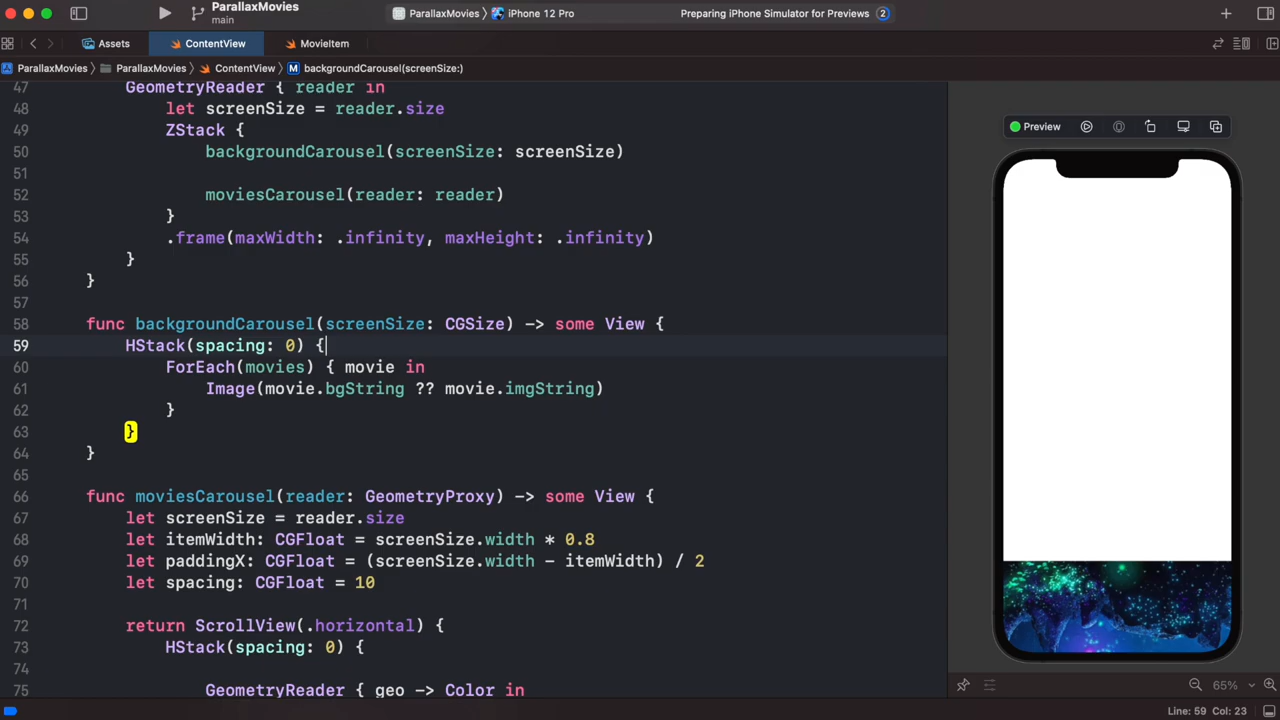 ParallaxMovies
main
ParallaxMovies 〉 iPhone 12 Pro
Preparing iPhone Simulator for Previews 2
Assets
ContentView
MovieItem
ParallaxMovies 〉 ParallaxMovies 〉 ContentView 〉 M backgroundCarousel(screenSize:)
47 GeometryReader { reader in
48 let screenSize = reader.size
49 ZStack {
50 backgroundCarousel(screenSize: screenSize)
51
52 moviesCarousel(reader: reader)
53 }
54 .frame(maxWidth: .infinity, maxHeight: .infinity)
55 }
56 }
57
58 func backgroundCarousel(screenSize: CGSize) -> some View {
59 HStack(spacing: 0) {
60 ForEach(movies) { movie in
61 Image(movie.bgString ?? movie.imgString)
62 }
63 }
64 }
65
66 func moviesCarousel(reader: GeometryProxy) -> some View {
67 let screenSize = reader.size
68 let itemWidth: CGFloat = screenSize.width * 0.8
69 let paddingX: CGFloat = (screenSize.width - itemWidth) / 2
70 let spacing: CGFloat = 10
71
72 return ScrollView(.horizontal) {
73 HStack(spacing: 0) {
74
75 GeometryReader { geo -> Color in
Preview
65%
Line: 59 Col: 23